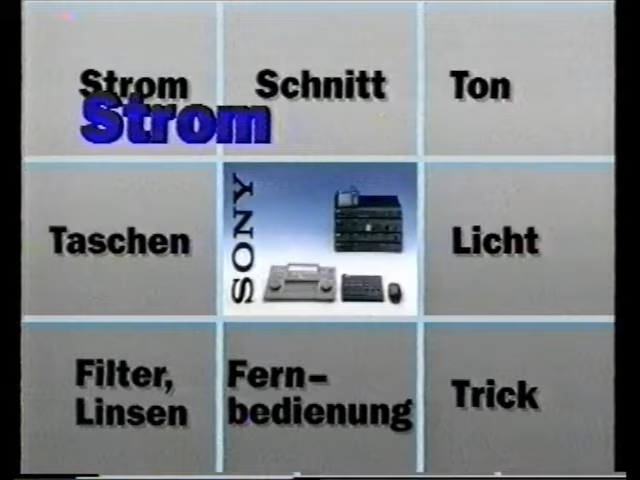 Strom Schnitt Ton
Strom
Taschen SONY Licht
Filter, Fern-
Linsen bedienung Trick